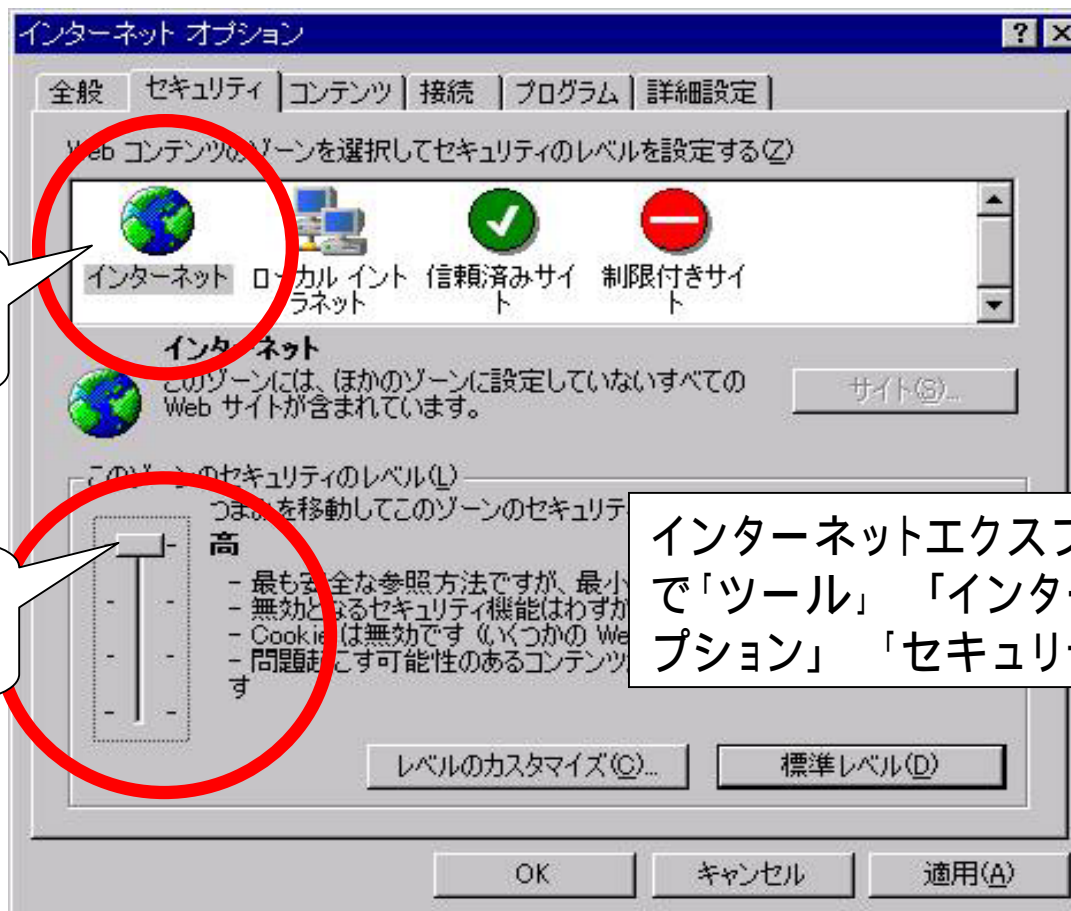 インターネット オプション
全般 セキュリティ コンテンツ 接続 プログラム 詳細設定
Web コンテンツのゾーンを選択してセキュリティのレベルを設定する(Z)
インターネット
ローカル イントラネット
信頼済みサイト
制限付きサイト
インターネット
このゾーンには、ほかのゾーンに設定していないすべての
Web サイトが含まれています。
サイト(S)...
このゾーンのセキュリティのレベル(L)
つまみを移動してこのゾーンのセキュリテ
高
- 最も安全な参照方法ですが、最小
- 無効となるセキュリティ機能はわずか
- Cookie は無効です (いくつかの We
- 問題起こす可能性のあるコンテンツ
す
インターネットエクスプ
で「ツール」 「インター
プション」 「セキュリテ
レベルのカスタマイズ(C)...
標準レベル(D)
OK
キャンセル
適用(A)